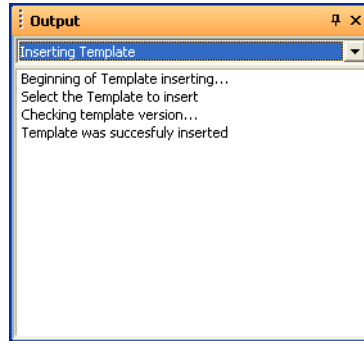 Output
Inserting Template
Beginning of Template inserting...
Select the Template to insert
Checking template version...
Template was succesfuly inserted